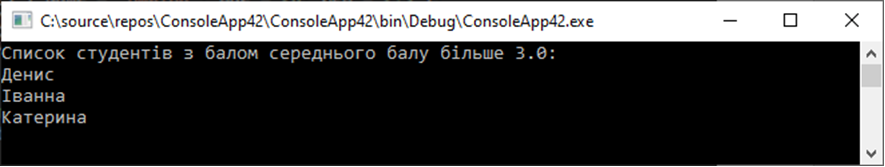 C:\source\repos\ConsoleApp42\ConsoleApp42\bin\Debug\ConsoleApp42.exe
Список студентів з балом середнього балу більше 3.0:
Денис
Іванна
Катерина